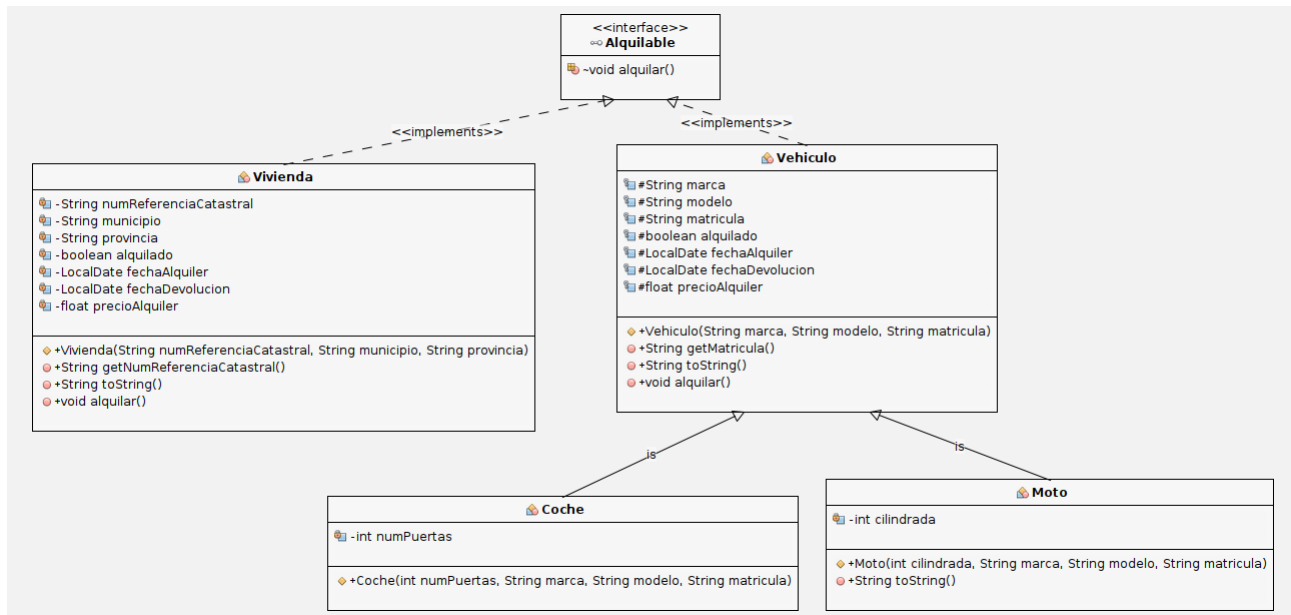 <<interface>>
Alquilable
~void alquilar()
<<implements>>
<<implements>>
Vivienda
-String numReferenciaCatastral
-String municipio
-String provincia
-boolean alquilado
-LocalDate fechaAlquiler
-LocalDate fechaDevolucion
-float precioAlquiler
+Vivienda(String numReferenciaCatastral, String municipio, String provincia)
+String getNumReferenciaCatastral()
+String toString()
+void alquilar()
Vehiculo
#String marca
#String modelo
#String matricula
#boolean alquilado
#LocalDate fechaAlquiler
#LocalDate fechaDevolucion
#float precioAlquiler
+Vehiculo(String marca, String modelo, String matricula)
+String getMatricula()
+String toString()
+void alquilar()
is
is
Coche
-int numPuertas
+Coche(int numPuertas, String marca, String modelo, String matricula)
Moto
-int cilindrada
+Moto(int cilindrada, String marca, String modelo, String matricula)
+String toString()